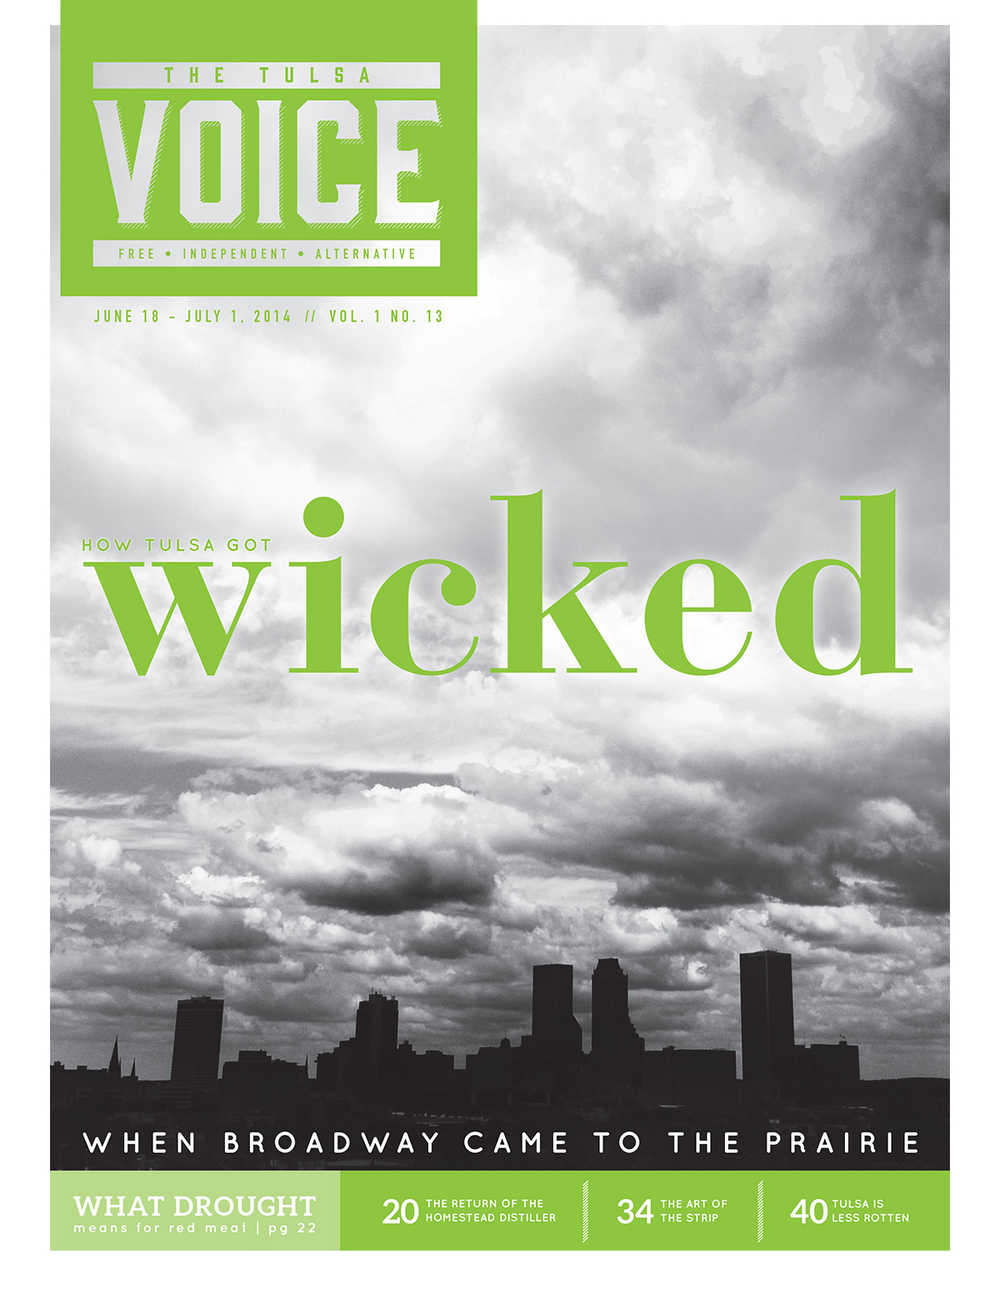 THE TULSA
VOICE
FREE • INDEPENDENT • ALTERNATIVE
JUNE 18 – JULY 1, 2014 // VOL. 1 NO. 13
HOW TULSA GOT
wicked
WHEN BROADWAY CAME TO THE PRAIRIE
WHAT DROUGHT
means for red meat | pg 22
20 THE RETURN OF THE
HOMESTEAD DISTILLER
34 THE ART OF
THE STRIP
40 TULSA IS
LESS ROTTEN